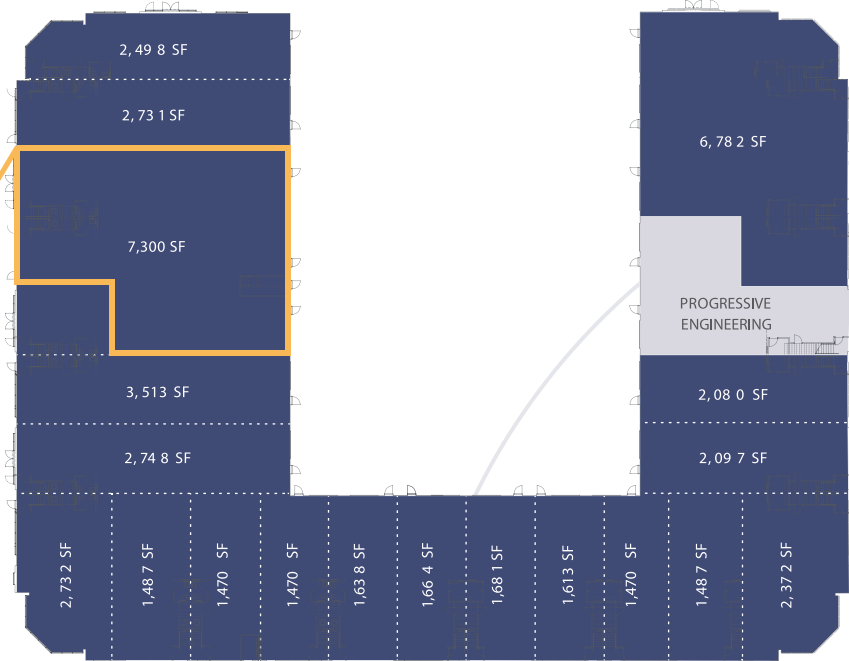 2,49 8 SF
2,73 1 SF
7,300 SF
3,513 SF
2,74 8 SF
6,78 2 SF
PROGRESSIVE
ENGINEERING
2,08 0 SF
2,09 7 SF
2,73 2 SF
1,48 7 SF
1,470 SF
1,470 SF
1,63 8 SF
1,66 4 SF
1,68 1 SF
1,613 SF
1,470 SF
1,48 7 SF
2,37 2 SF